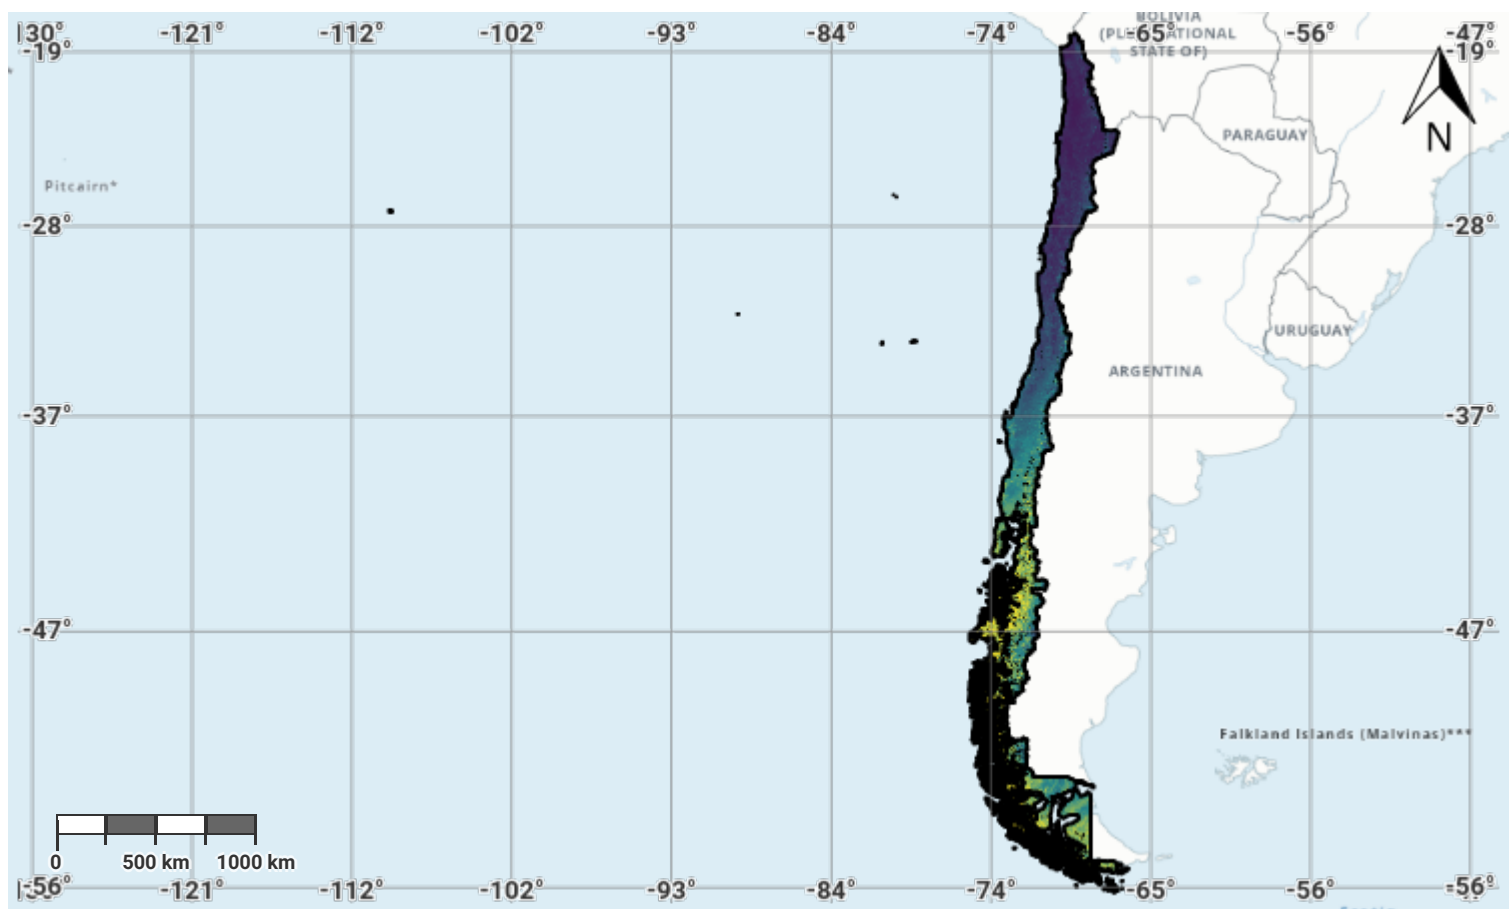 130° -121° -112° -102° -93° -84° -74° -65° -56° -47°
BOLIVIA
(PLURINATIONAL
STATE OF)
-19° -19°
N
PARAGUAY
Pitcairn*
-28° -28°
URUGUAY
ARGENTINA
-37° -37°
-47° -47°
Falkland Islands (Malvinas)***
0 500 km 1000 km
-56° -121° -112° -102° -93° -84° -74° -65° -56° -56°